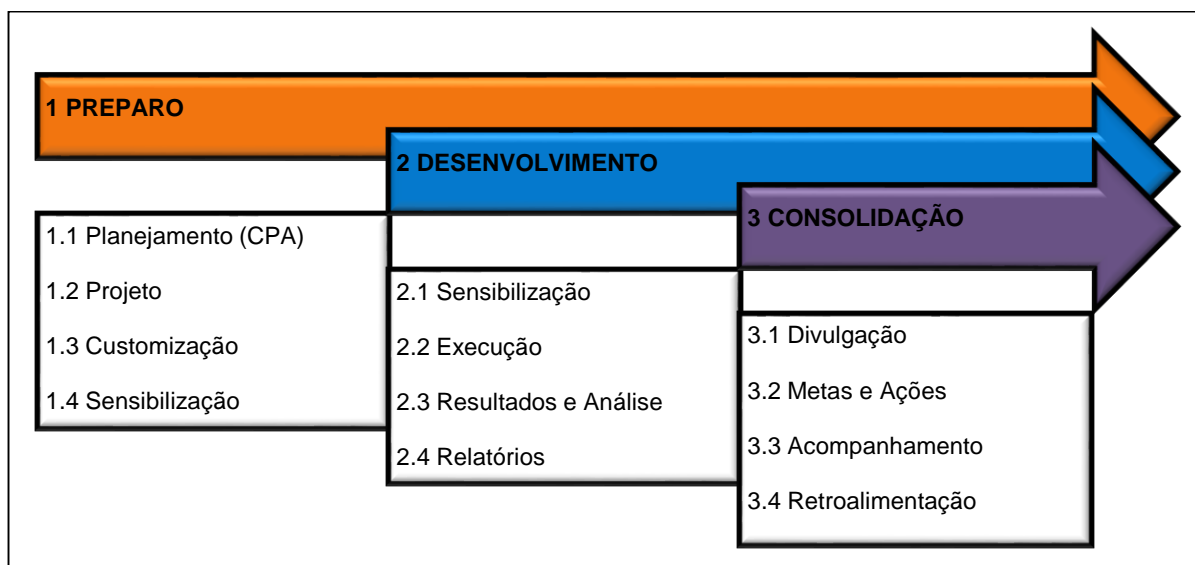 1 PREPARO
1.1 Planejamento (CPA)
1.2 Projeto
1.3 Customização
1.4 Sensibilização
2 DESENVOLVIMENTO
2.1 Sensibilização
2.2 Execução
2.3 Resultados e Análise
2.4 Relatórios
3 CONSOLIDAÇÃO
3.1 Divulgação
3.2 Metas e Ações
3.3 Acompanhamento
3.4 Retroalimentação